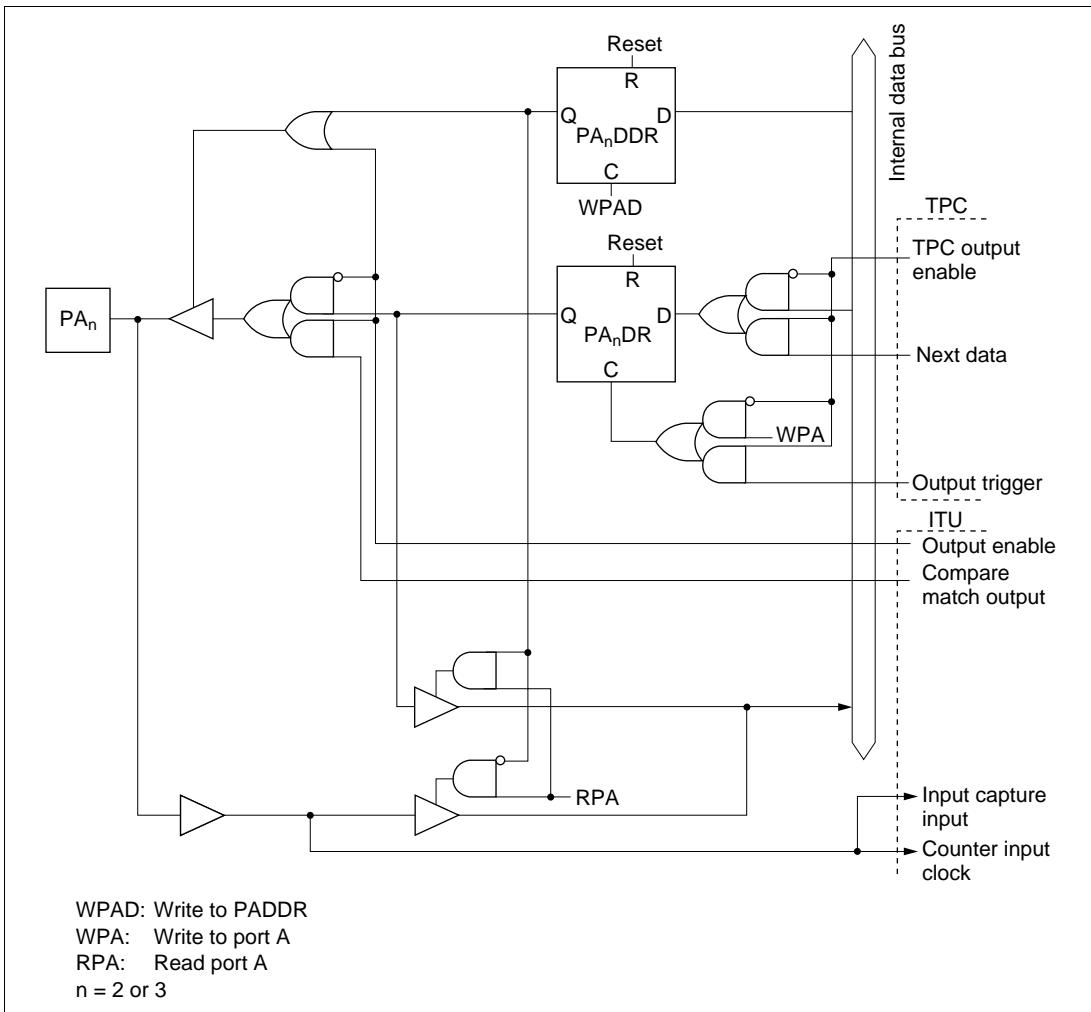 Reset
R
Q D
PAnDDR
C
WPAD
Internal data bus
TPC
TPC output
enable
Reset
R
Q D
PAnDR
C
PAn
Next data
WPA
Output trigger
ITU
Output enable
Compare
match output
RPA
Input capture
input
Counter input
clock
WPAD: Write to PADDR
WPA: Write to port A
RPA: Read port A
n = 2 or 3